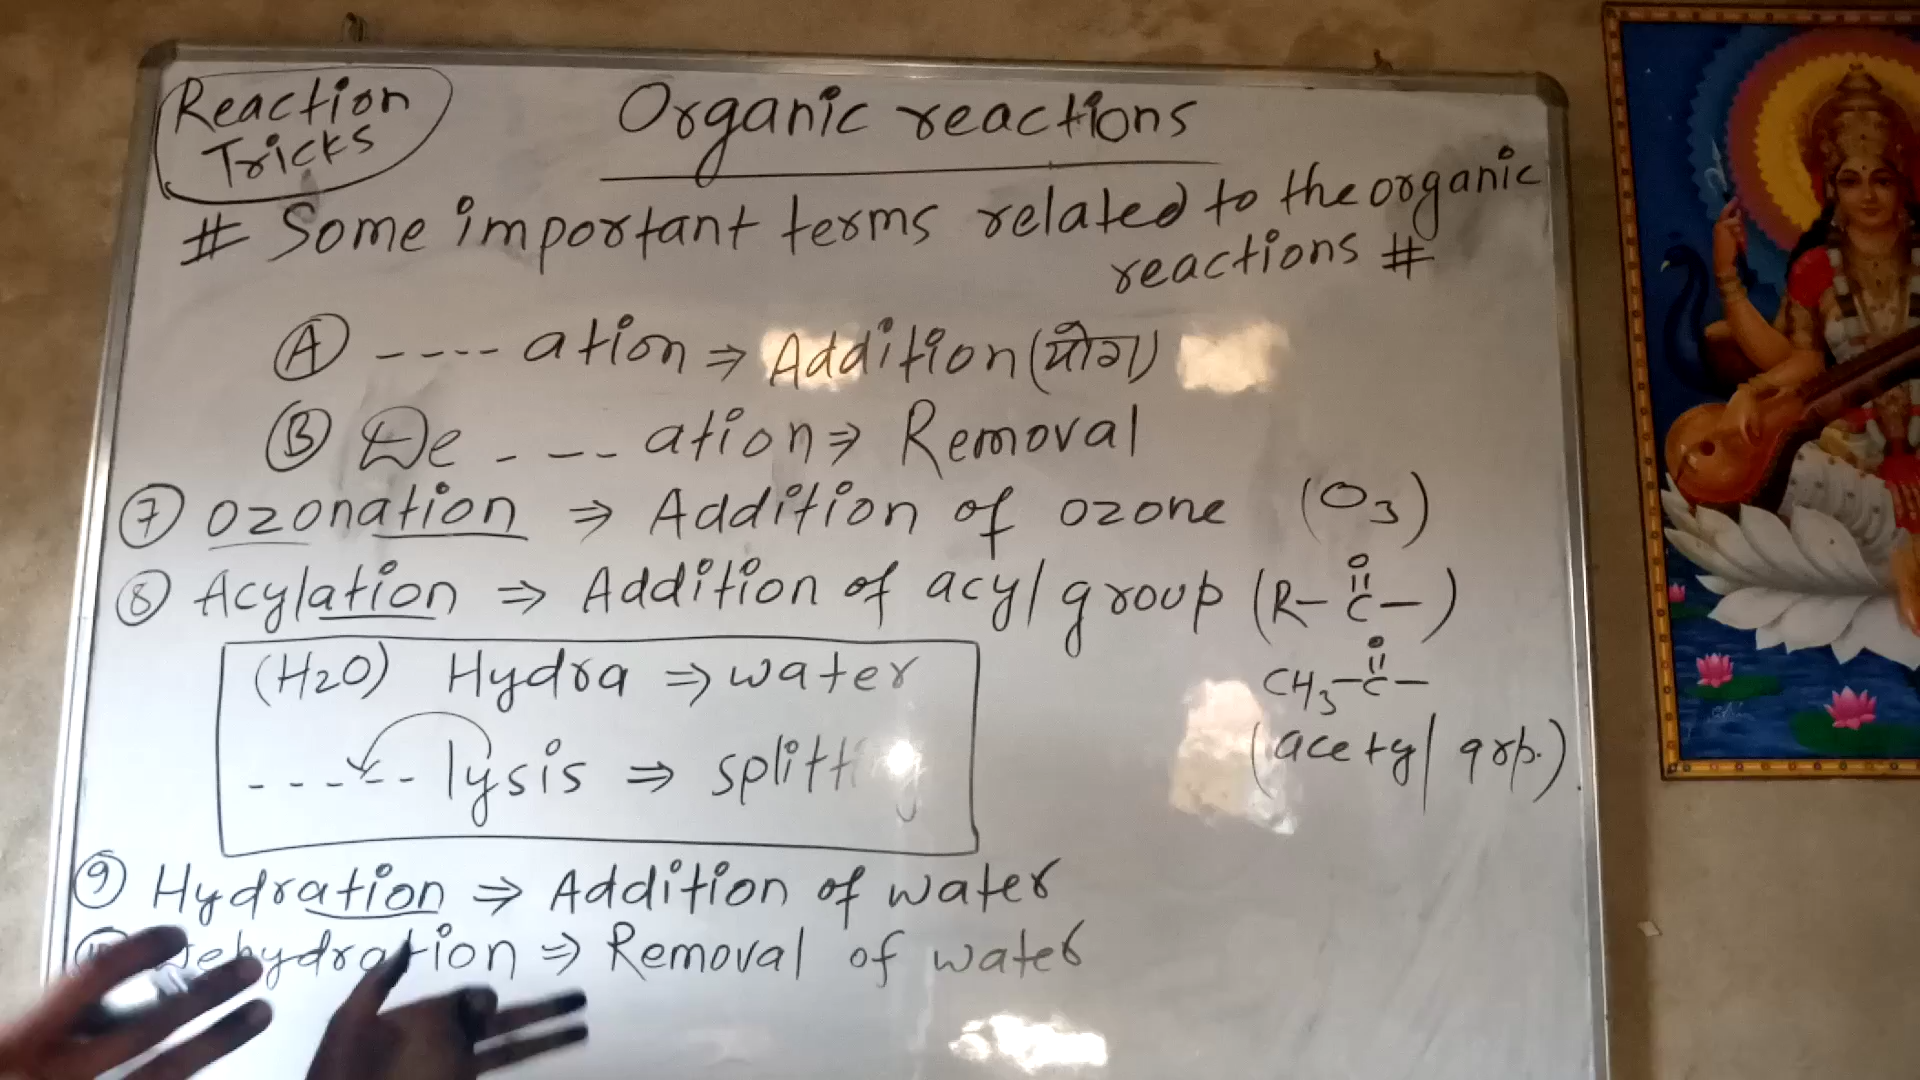 Reaction
Tricks
Organic reactions
# Some important terms related to the organic
reactions #
Ⓐ ---- ation ⇒ Addition (योग)
Ⓑ De ---- ation ⇒ Removal
⑦ ozonation ⇒ Addition of ozone (O₃)
⑧ Acylation ⇒ Addition of acyl group (R-C-)
O
CH₃-C-
O
(acetyl grp.)
(H2O) Hydra ⇒ water
----- lysis ⇒ splitting
⑨ Hydration ⇒ Addition of water
Dehydration ⇒ Removal of water